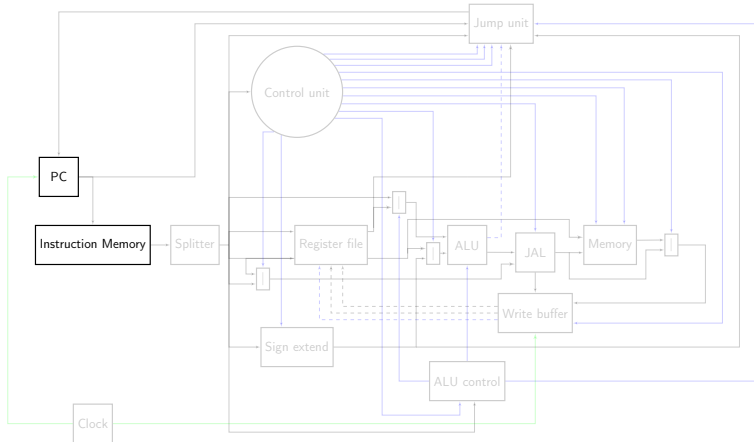 Jump unit
Control unit
PC
Instruction Memory
Splitter
Register file
ALU
JAL
Memory
Write buffer
Sign extend
ALU control
Clock